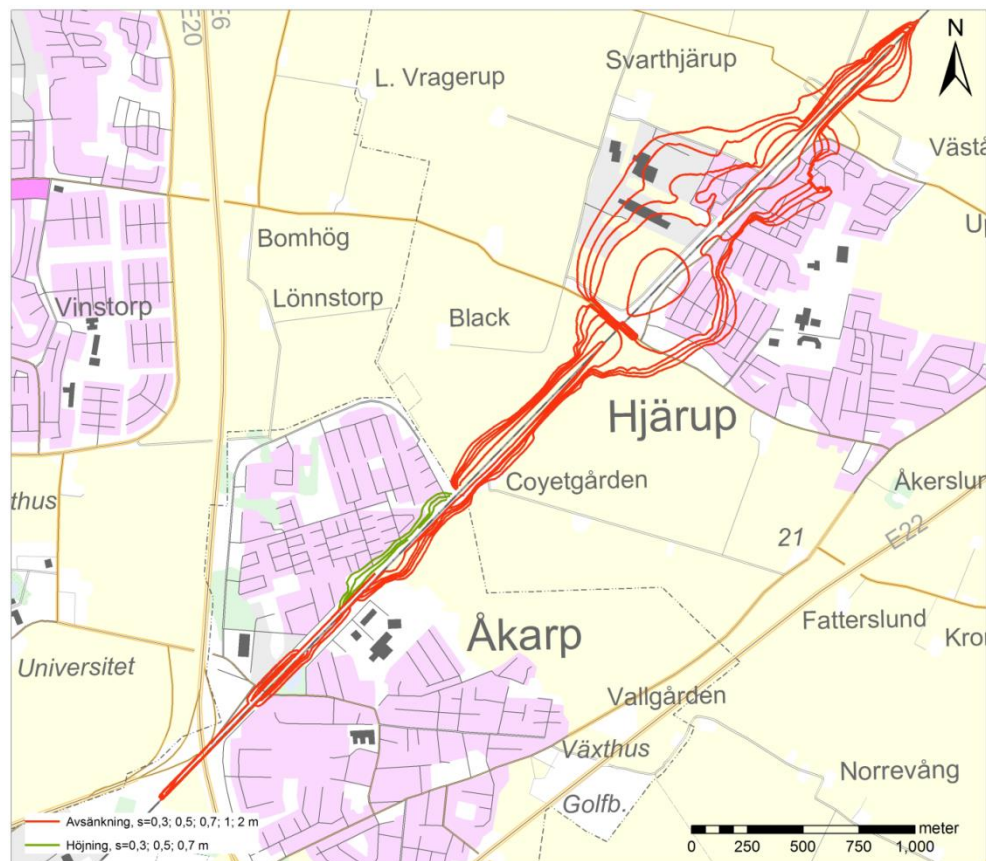 E20
E6
N
Svarthjärup
L. Vragerup
Västå
Up
Bomhög
Lönnstorp
Vinstorp
Black
Hjärup
Coyetgården
Åkerslun
thus
21
E22
Åkarp
Fatterslund
Kron
Universitet
Vallgården
Växthus
Norrevång
Golfb.
Avsänkning, s=0,3; 0,5; 0,7; 1; 2 m
Höjning, s=0,3; 0,5; 0,7 m
meter
0 250 500 750 1,000